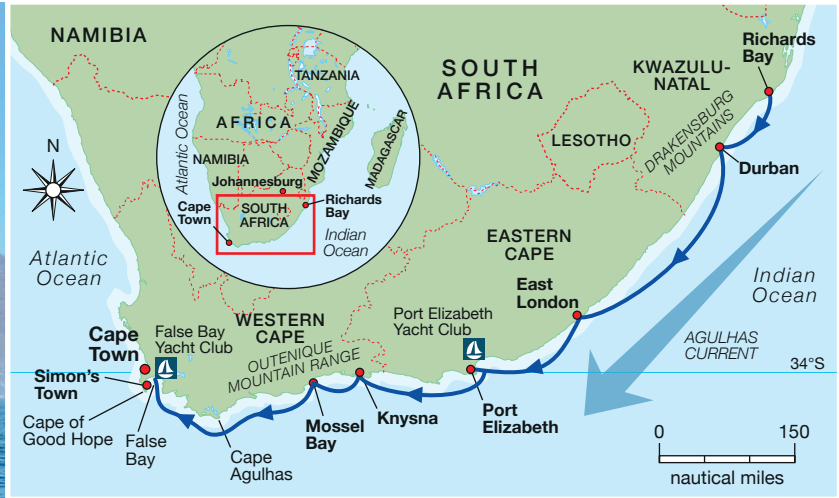 NAMIBIA
SOUTH
AFRICA
KWAZULU-
NATAL
Richards
Bay
DRAKENSBURG
MOUNTAINS
LESOTHO
Durban
TANZANIA
AFRICA
Atlantic Ocean
MOZAMBIQUE
MADAGASCAR
NAMIBIA
Johannesburg
Cape
Town
SOUTH
AFRICA
Richards
Bay
Indian
Ocean
N
Atlantic
Ocean
EASTERN
CAPE
East
London
Indian
Ocean
AGULHAS
CURRENT
34°S
Port Elizabeth
Yacht Club
WESTERN
CAPE
OUTENIQUE
MOUNTAIN RANGE
False Bay
Yacht Club
Cape
Town
Simon's
Town
Cape of
Good Hope
False
Bay
Cape
Agulhas
Mossel
Bay
Knysna
Port
Elizabeth
0 150
nautical miles